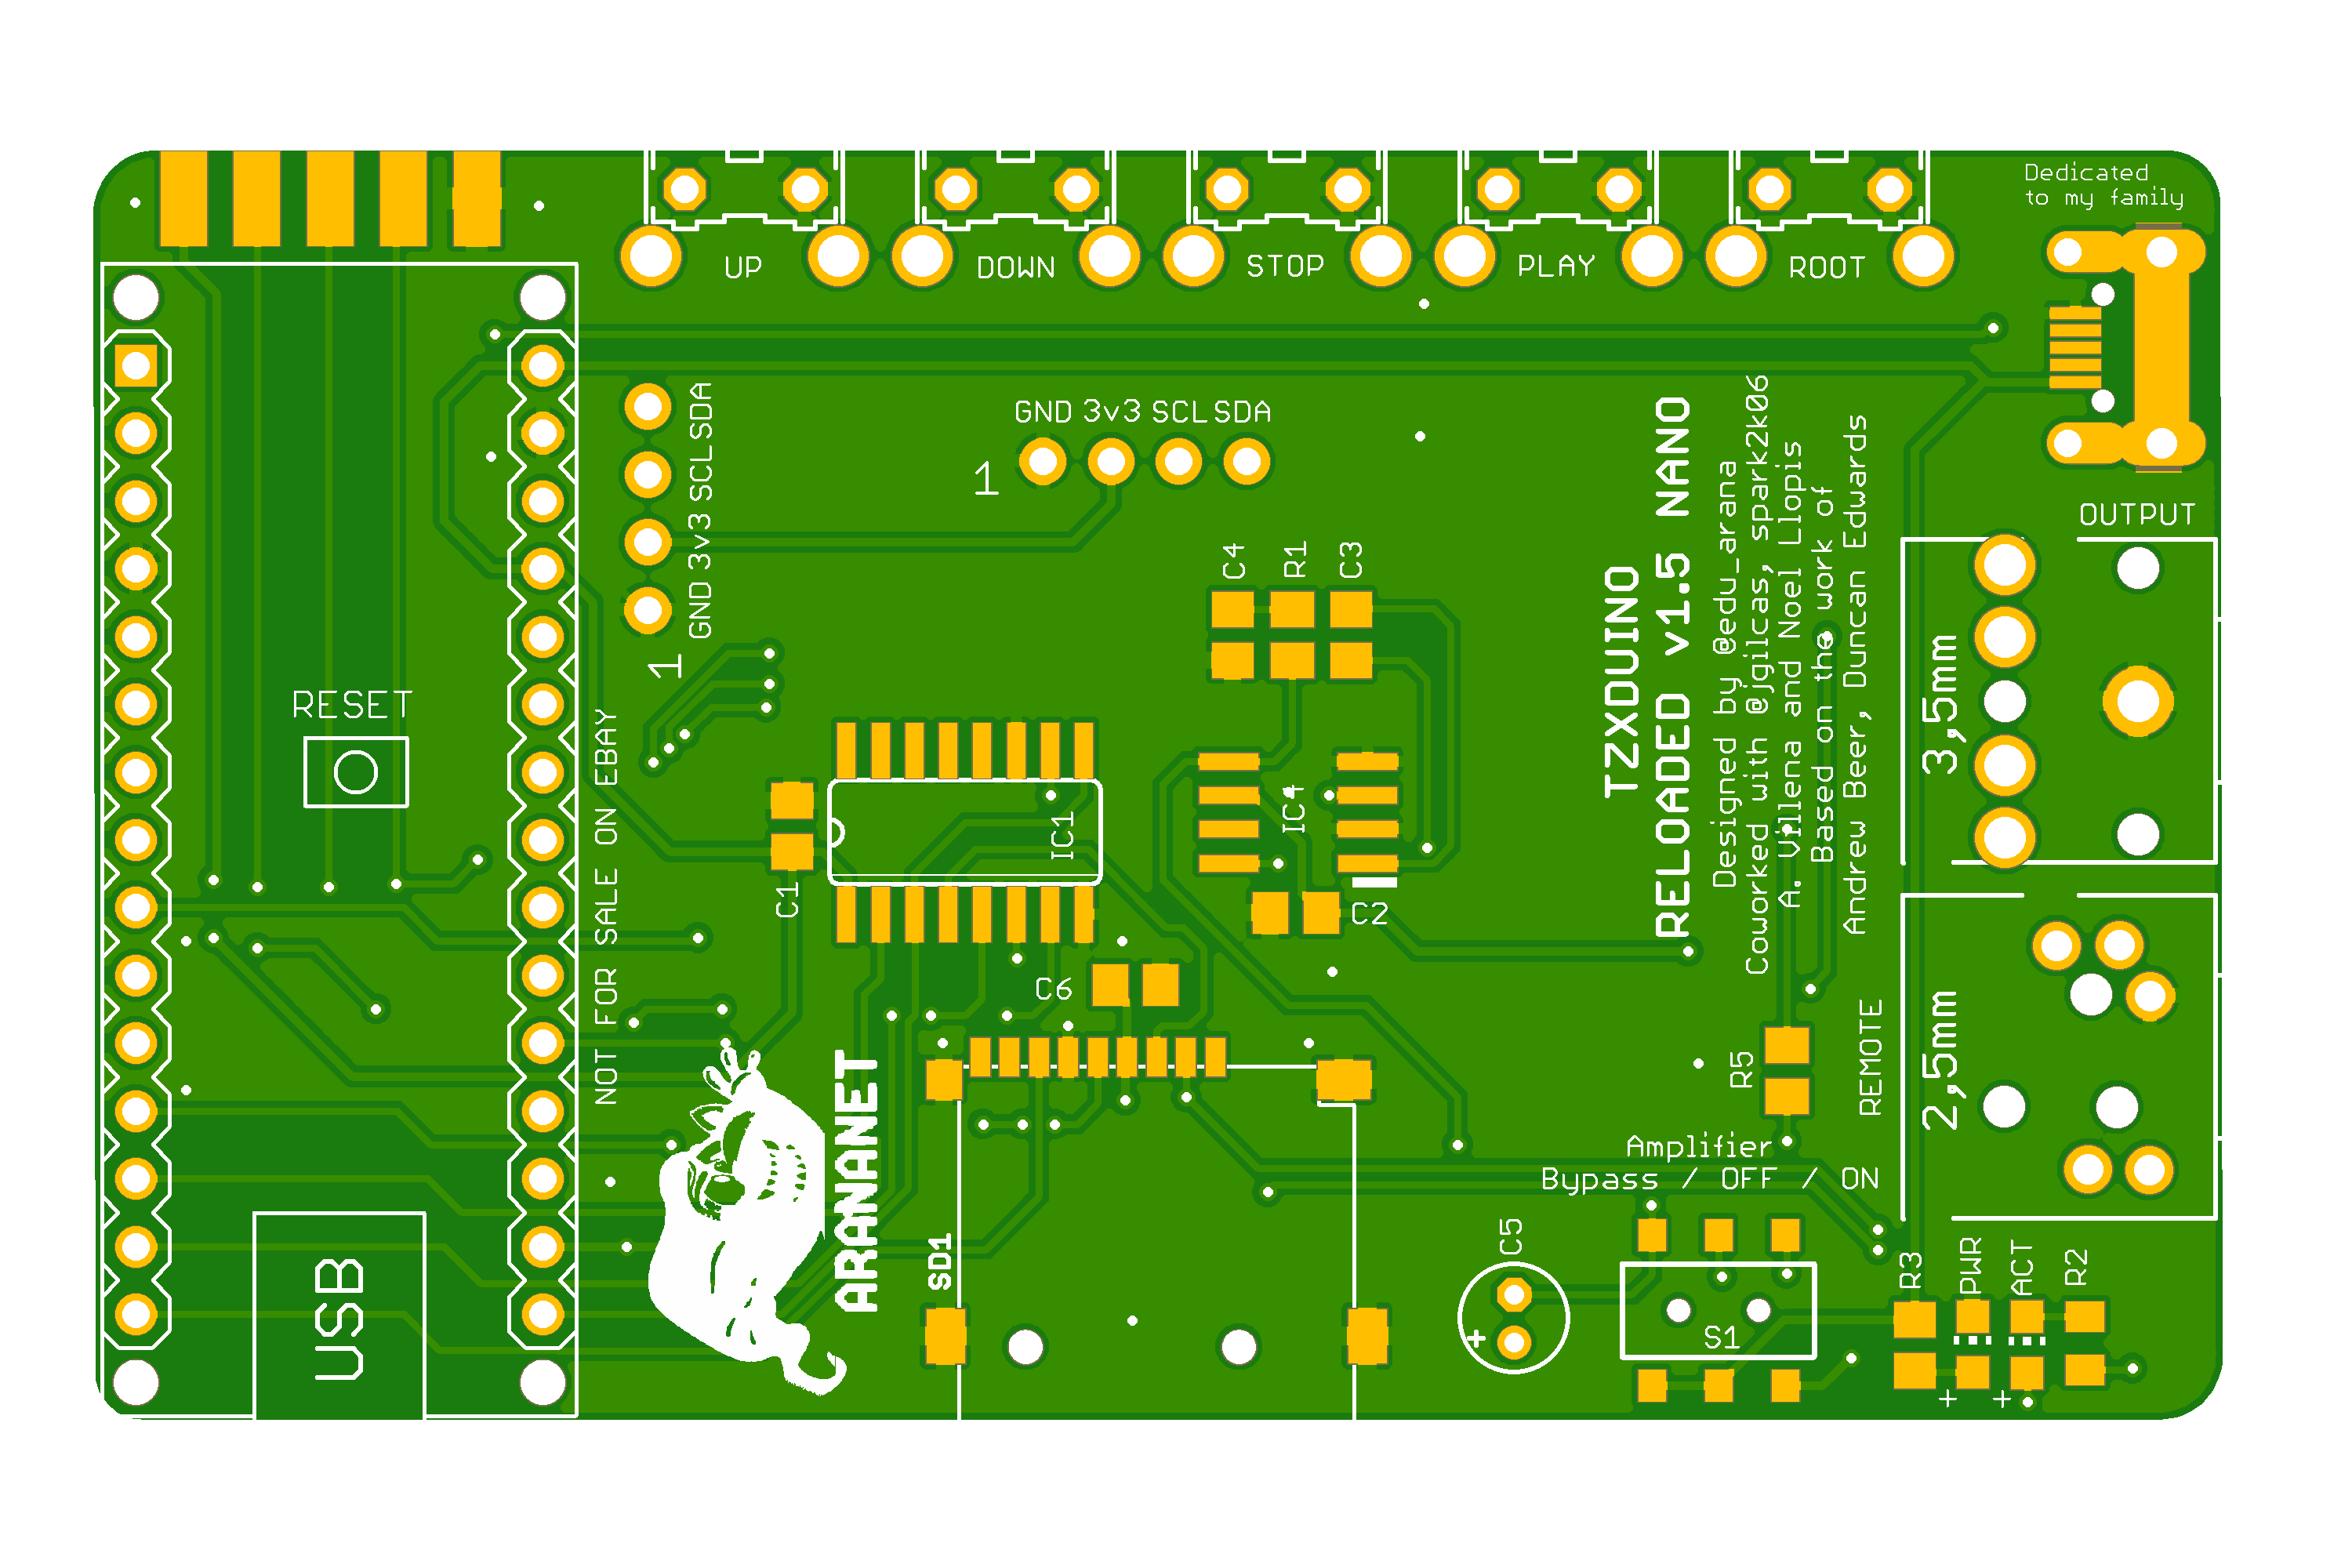 Dedicated
to my family
UP
DOWN
STOP
PLAY
ROOT
GND 3v3 SCL SDA
1
GND 3v3 SCL SDA
1
OUTPUT
3,5mm
C4
R1
C3
RESET
NOT FOR SALE ON EBAY
C1
IC1
IC4
C2
C6
TZXDUINO
RELOADED v1.5 NANO
Designed by @edu_arana
Coworked with @jgilcas, spark2k06
A. Villena and Noel Llopis
Based on the work of
Andrew Beer, Duncan Edwards
REMOTE
2,5mm
R5
Amplifier
Bypass / OFF / ON
ARANANET
SD1
C5
+
S1
R3
PWR
ACT
R2
+ +
USB